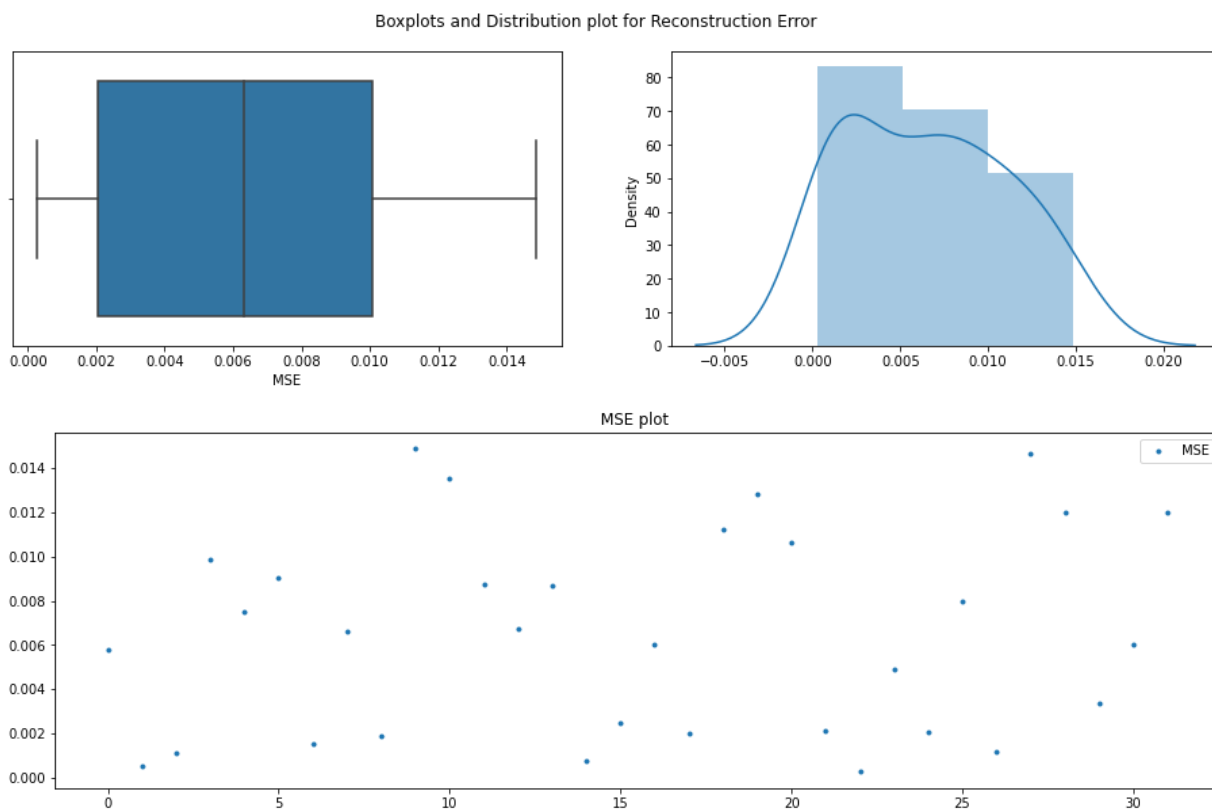 Boxplots and Distribution plot for Reconstruction Error
0.000 0.002 0.004 0.006 0.008 0.010 0.012 0.014
MSE
80
70
60
50
40
30
20
10
0
Density
−0.005 0.000 0.005 0.010 0.015 0.020
MSE plot
MSE
0.014
0.012
0.010
0.008
0.006
0.004
0.002
0.000
0 5 10 15 20 25 30